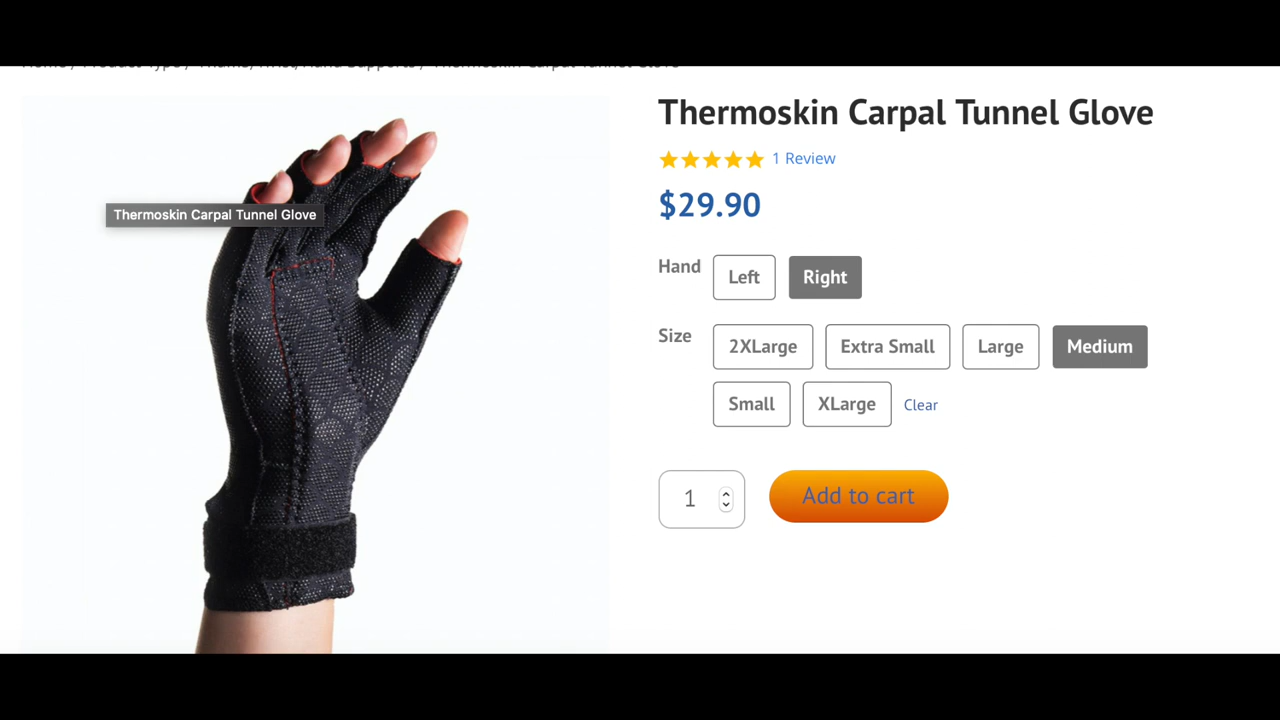 Thermoskin Carpal Tunnel Glove
1 Review
$29.90
Thermoskin Carpal Tunnel Glove
Hand
Left
Right
Size
2XLarge
Extra Small
Large
Medium
Small
XLarge
Clear
1
Add to cart